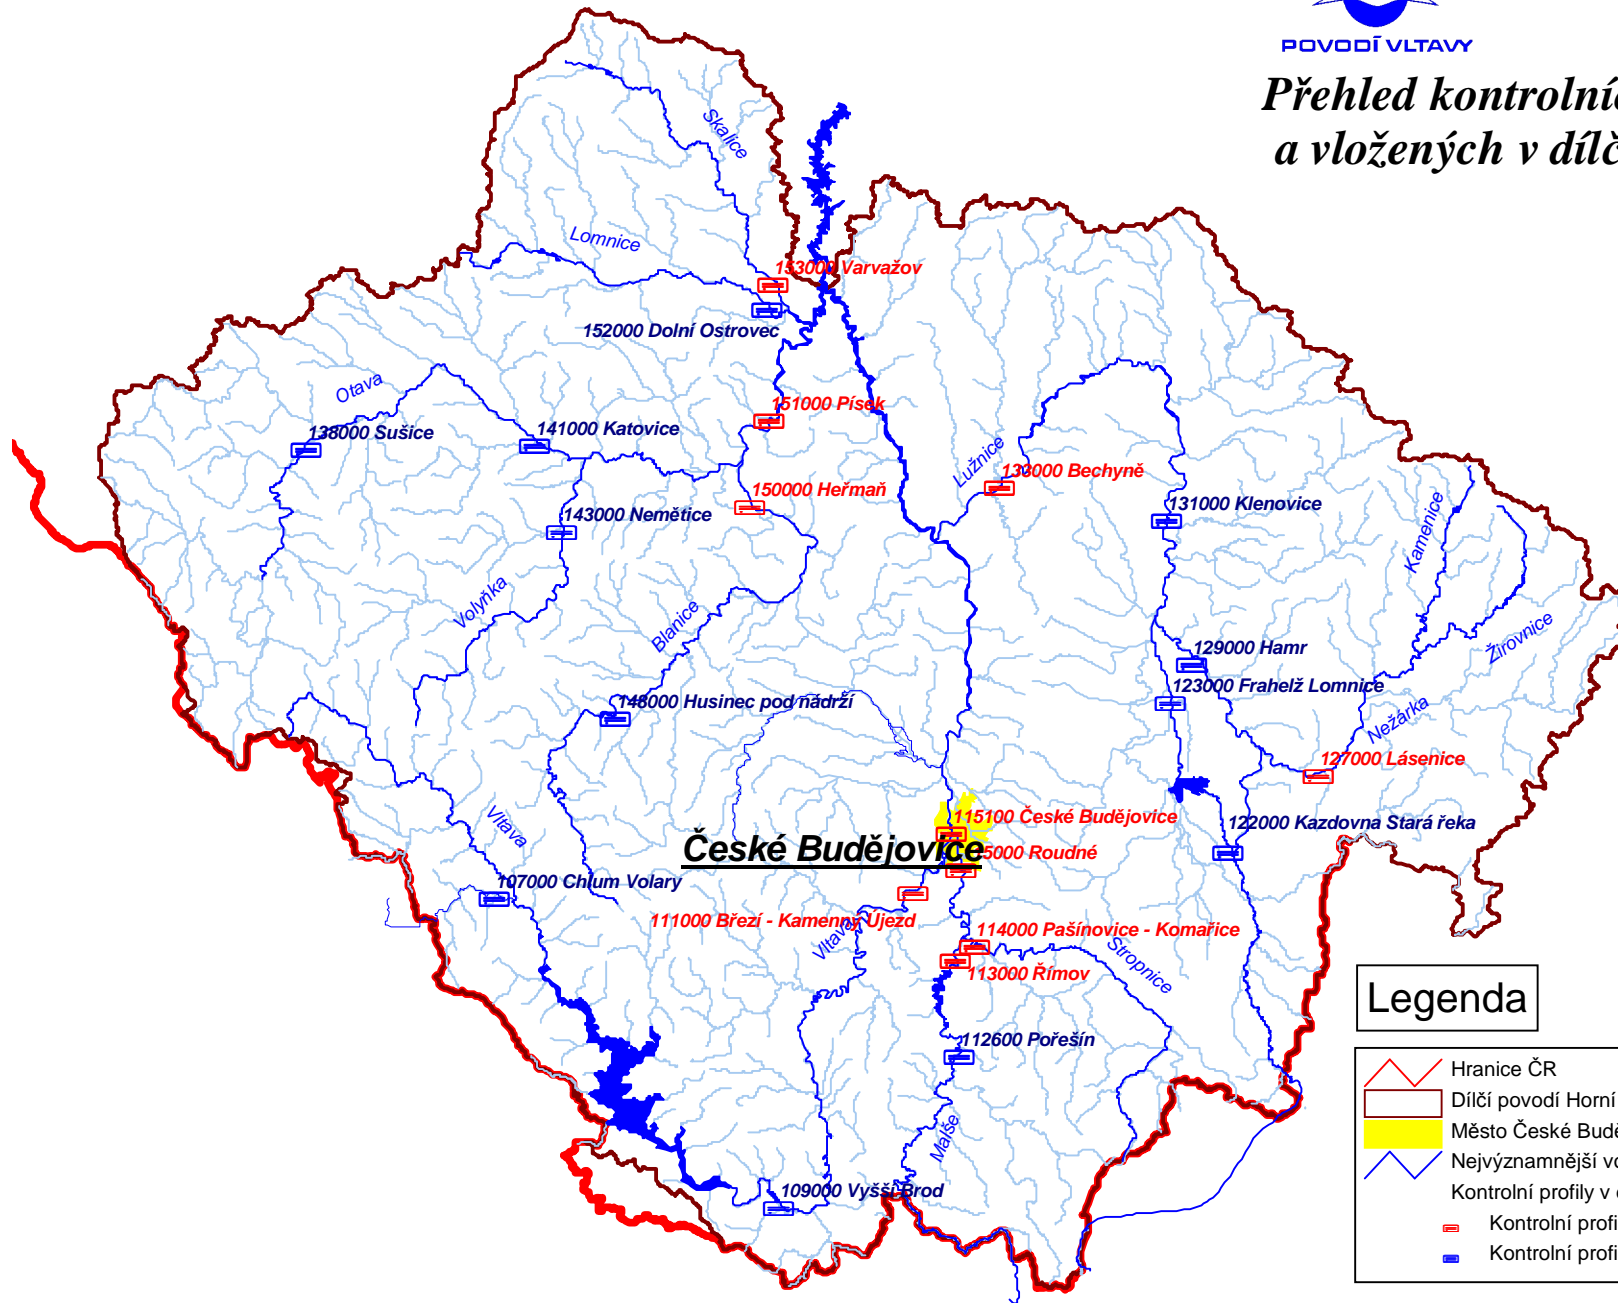 POVODÍ VLTAVY
Přehled kontrolníc
a vložených v dílč
Skalice
Lomnice
153000 Varvažov
152000 Dolní Ostrovec
Otava
151000 Písek
138000 Sušice
141000 Katovice
Lužnice
133000 Bechyně
150000 Heřmaň
131000 Klenovice
143000 Němětice
Kamenice
Volyňka
Blanice
129000 Hamr
Žirovnice
123000 Frahelž Lomnice
148000 Husinec pod nádrží
Nežárka
127000 Lásenice
Vltava
115100 České Budějovice
122000 Kazdovna Stará řeka
České Budějovice
5000 Roudné
107000 Chlum Volary
111000 Březí - Kamenný Újezd
Vltava
114000 Pašínovice - Komařice
Stropnice
113000 Římov
112600 Pořešín
Malše
109000 Vyšší Brod
Legenda
Hranice ČR
Dílčí povodí Horní
Město České Budě
Nejvýznamnější vo
Kontrolní profily v
Kontrolní profi
Kontrolní profi